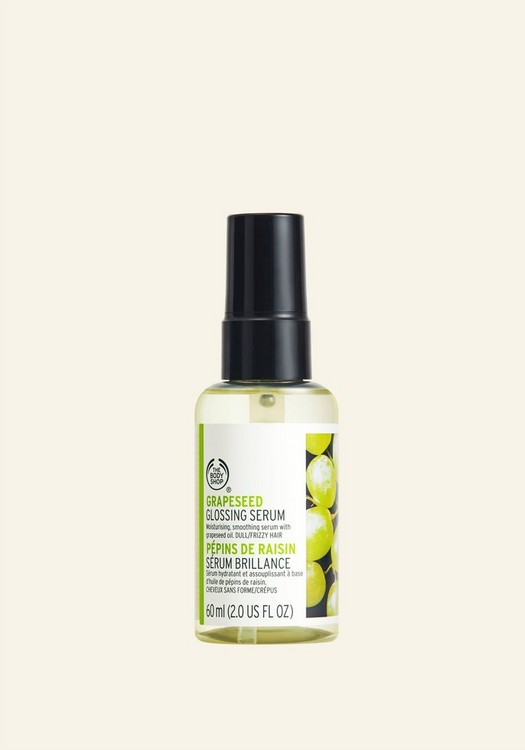 THE
BODY
SHOP
®
GRAPESEED
GLOSSING SERUM
Moisturising, smoothing serum with
grapeseed oil. DULL/FRIZZY HAIR
PÉPINS DE RAISIN
SÉRUM BRILLANCE
Sérum hydratant et assouplissant à base
d'huile de pépins de raisin.
CHEVEUX SANS FORME/CRÉPUS
60 ml (2.0 US FL OZ)